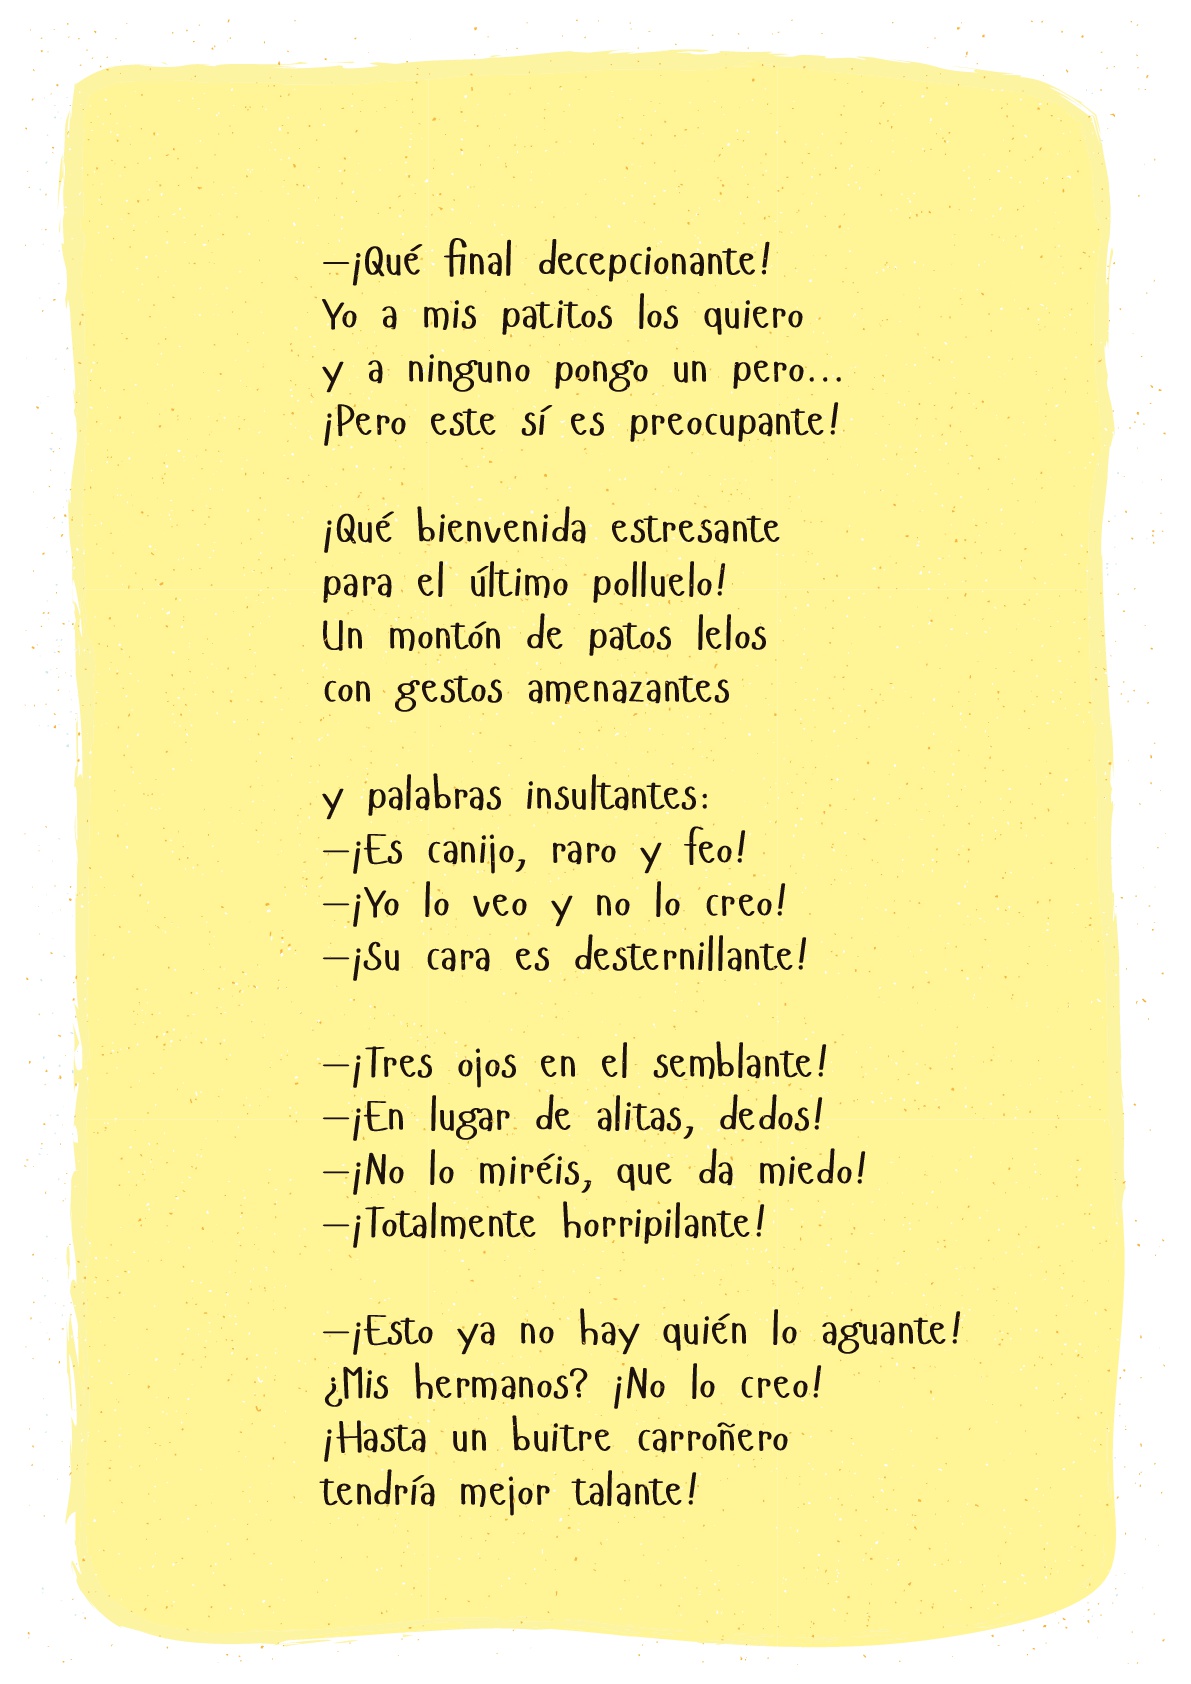 —¡Qué final decepcionante!
Yo a mis patitos los quiero
y a ninguno pongo un pero...
¡Pero este sí es preocupante!
¡Qué bienvenida estresante
para el último polluelo!
Un montón de patos lelos
con gestos amenazantes
y palabras insultantes:
—¡Es canijo, raro y feo!
—¡Yo lo veo y no lo creo!
—¡Su cara es desternillante!
—¡Tres ojos en el semblante!
—¡En lugar de alitas, dedos!
—¡No lo miréis, que da miedo!
—¡Totalmente horripilante!
—¡Esto ya no hay quién lo aguante!
¿Mis hermanos? ¡No lo creo!
¡Hasta un buitre carroñero
tendría mejor talante!